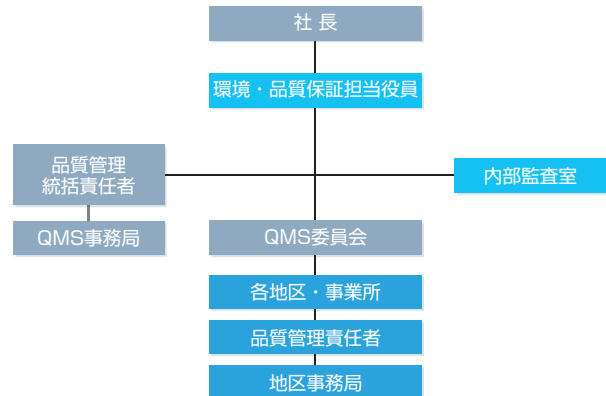 社 長
環境・品質保証担当役員
品質管理
統括責任者
内部監査室
QMS事務局
QMS委員会
各地区・事業所
品質管理責任者
地区事務局